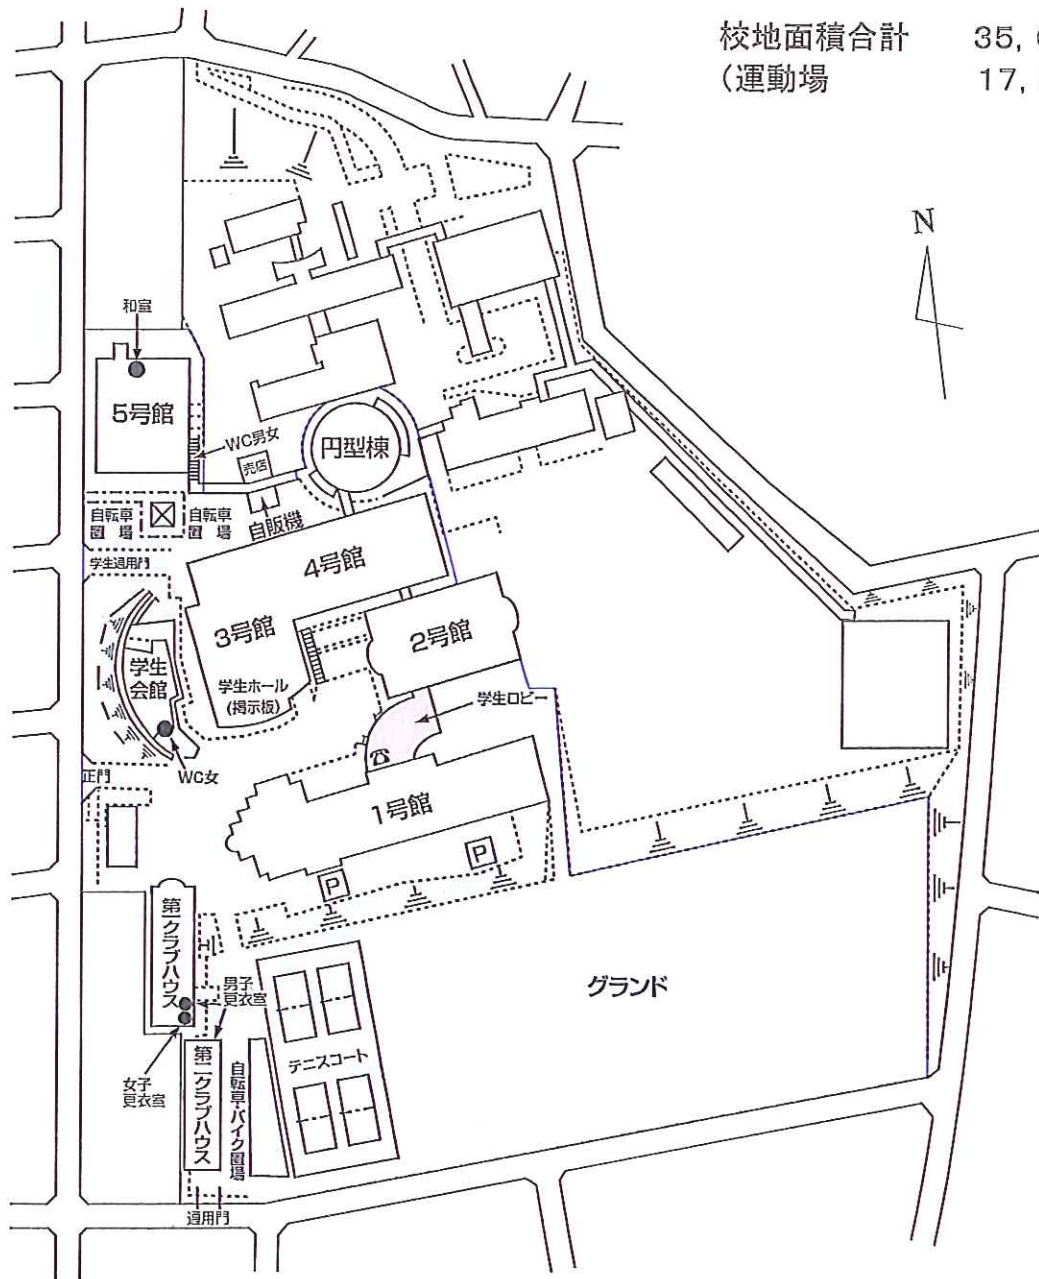 校地面積合計 35,
(運動場 17,
N
和室
5号館
WC男女
売店
円型棟
自転車
置場
自転車
置場
自販機
学生通用門
4号館
3号館
2号館
学生
会館
学生ホール
(掲示板)
学生ロビー
正門
WC女
1号館
P
P
第一クラブハウス
男子
更衣室
グランド
テニスコート
女子
更衣室
第二クラブハウス
自転車・バイク置場
通用門